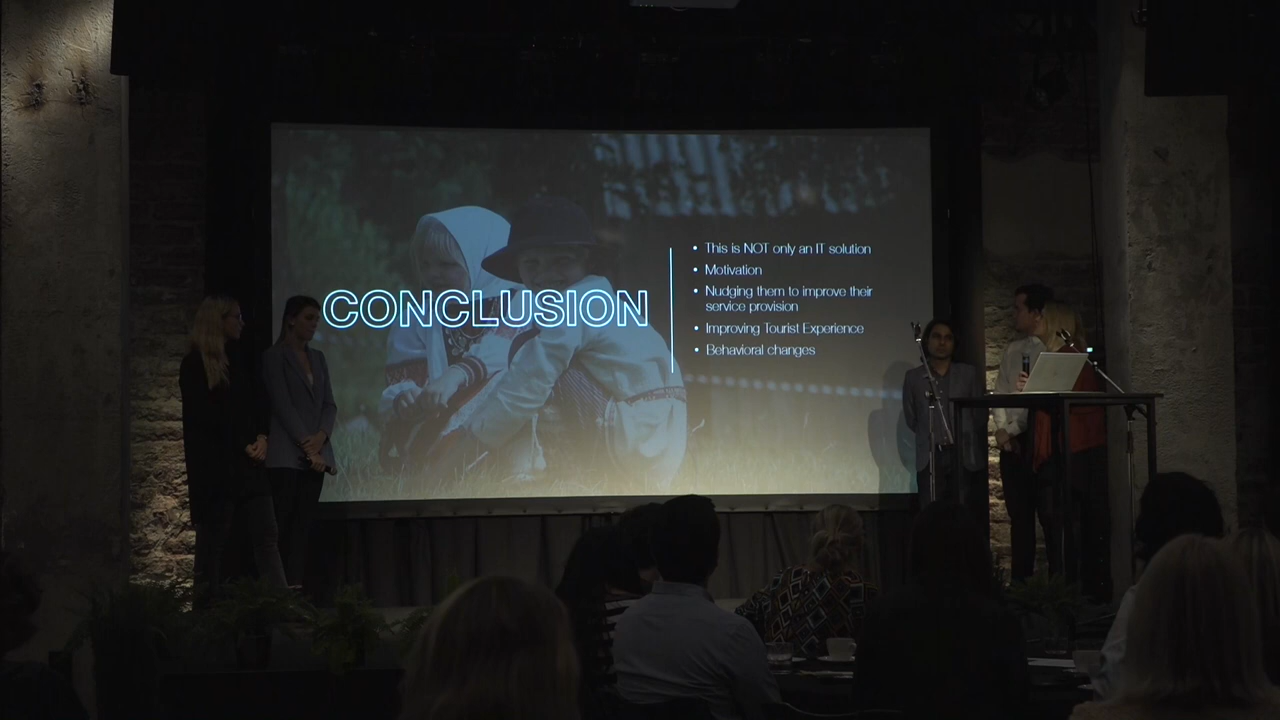 CONCLUSION
• This is NOT only an IT solution
• Motivation
• Nudging them to improve their
service provision
• Improving Tourist Experience
• Behavioral changes